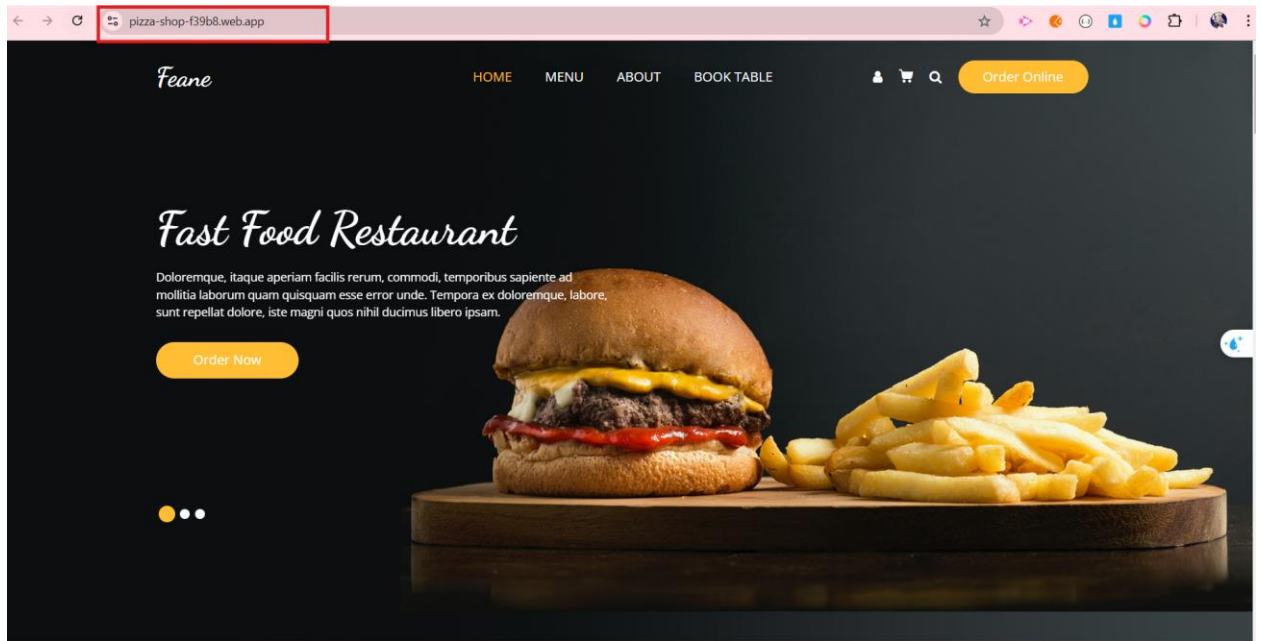 pizza-shop-f39b8.web.app
Feane
HOME MENU ABOUT BOOK TABLE Order Online
Fast Food Restaurant
Doloremque, itaque aperiam facilis rerum, commodi, temporibus sapiente ad
mollitia laborum quam quisquam esse error unde. Tempora ex doloremque, labore,
sunt repellat dolore, iste magni quos nihil ducimus libero ipsam.
Order Now